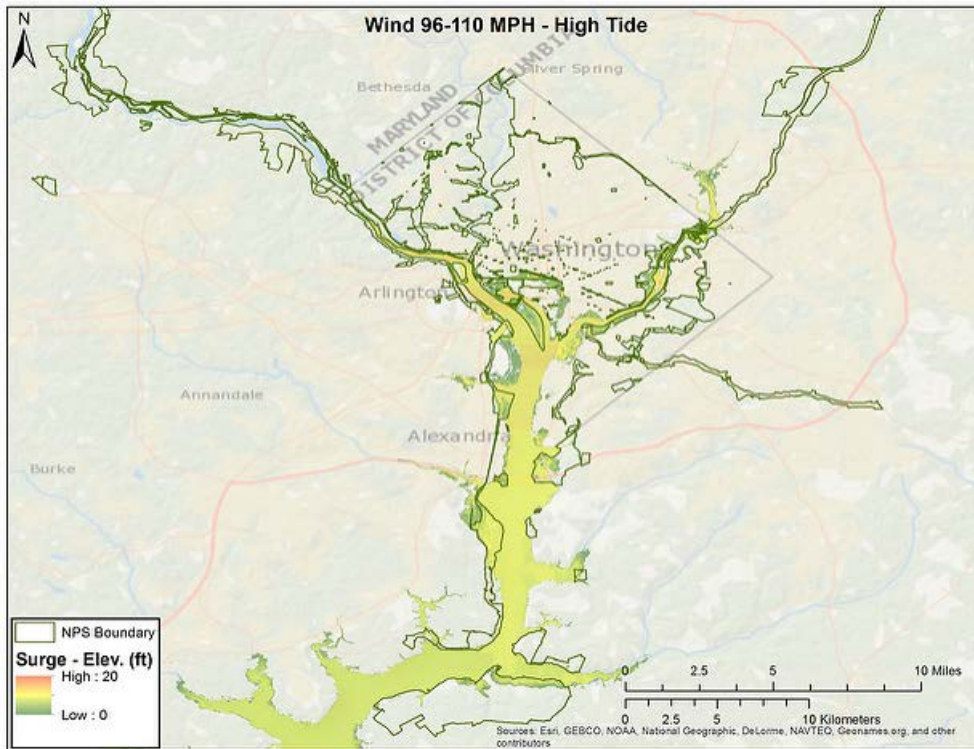 Wind 96-110 MPH - High Tide
N
Silver Spring
Bethesda
MARYLAND
DISTRICT OF COLUMBIA
Washington
Arlington
Annandale
Alexandria
Burke
NPS Boundary
Surge - Elev. (ft)
High : 20
Low : 0
0 2.5 5 10 Miles
0 2.5 5 10 Kilometers
Sources: Esri, GEBCO, NOAA, National Geographic, DeLorme, NAVTEQ, Geonames.org, and other
contributors